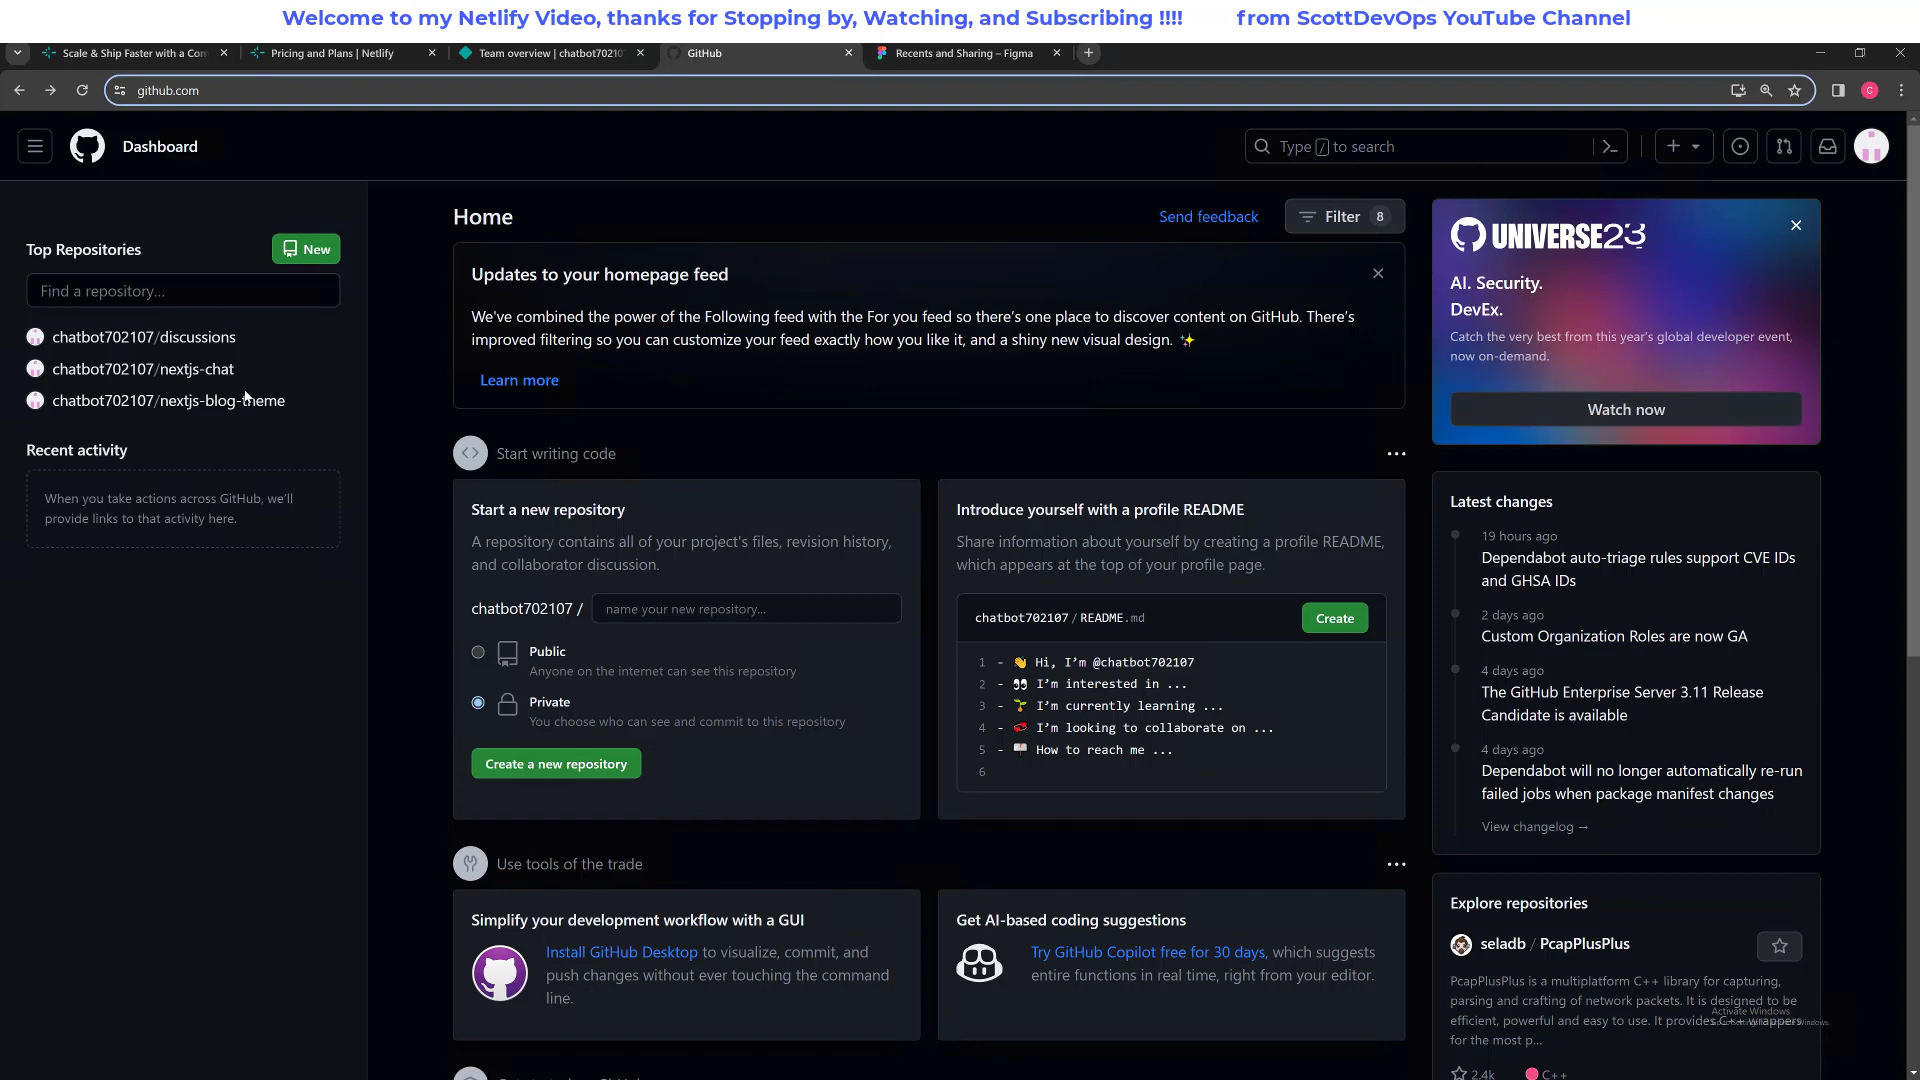 Welcome to my Netlify Video, thanks for Stopping by, Watching, and Subscribing !!!! from ScottDevOps YouTube Channel
Scale & Ship Faster with a Com
Pricing and Plans | Netlify
Team overview | chatbot70210
GitHub
Recents and Sharing – Figma
github.com
C
Dashboard
Type / to search
Top Repositories
New
Find a repository...
chatbot702107/discussions
chatbot702107/nextjs-chat
chatbot702107/nextjs-blog-theme
Recent activity
When you take actions across GitHub, we'll
provide links to that activity here.
Home
Send feedback
Filter 8
Updates to your homepage feed
We've combined the power of the Following feed with the For you feed so there's one place to discover content on GitHub. There's
improved filtering so you can customize your feed exactly how you like it, and a shiny new visual design. ✨
Learn more
Start writing code
Start a new repository
A repository contains all of your project's files, revision history,
and collaborator discussion.
chatbot702107 /
name your new repository...
Public
Anyone on the internet can see this repository
Private
You choose who can see and commit to this repository
Create a new repository
Introduce yourself with a profile README
Share information about yourself by creating a profile README,
which appears at the top of your profile page.
chatbot702107 / README.md
Create
1 - 👋 Hi, I'm @chatbot702107
2 - 👀 I'm interested in ...
3 - 🌱 I'm currently learning ...
4 - 💞️ I'm looking to collaborate on ...
5 - 📫 How to reach me ...
6
Use tools of the trade
Simplify your development workflow with a GUI
Install GitHub Desktop to visualize, commit, and
push changes without ever touching the command
line.
Get AI-based coding suggestions
Try GitHub Copilot free for 30 days, which suggests
entire functions in real time, right from your editor.
UNIVERSE23
AI. Security.
DevEx.
Catch the very best from this year's global developer event,
now on-demand.
Watch now
Latest changes
19 hours ago
Dependabot auto-triage rules support CVE IDs
and GHSA IDs
2 days ago
Custom Organization Roles are now GA
4 days ago
The GitHub Enterprise Server 3.11 Release
Candidate is available
4 days ago
Dependabot will no longer automatically re-run
failed jobs when package manifest changes
View changelog →
Explore repositories
seladb / PcapPlusPlus
PcapPlusPlus is a multiplatform C++ library for capturing,
parsing and crafting of network packets. It is designed to be
efficient, powerful and easy to use. It provides C++ wrappers
for the most p...
Activate Windows
2.4k
C++